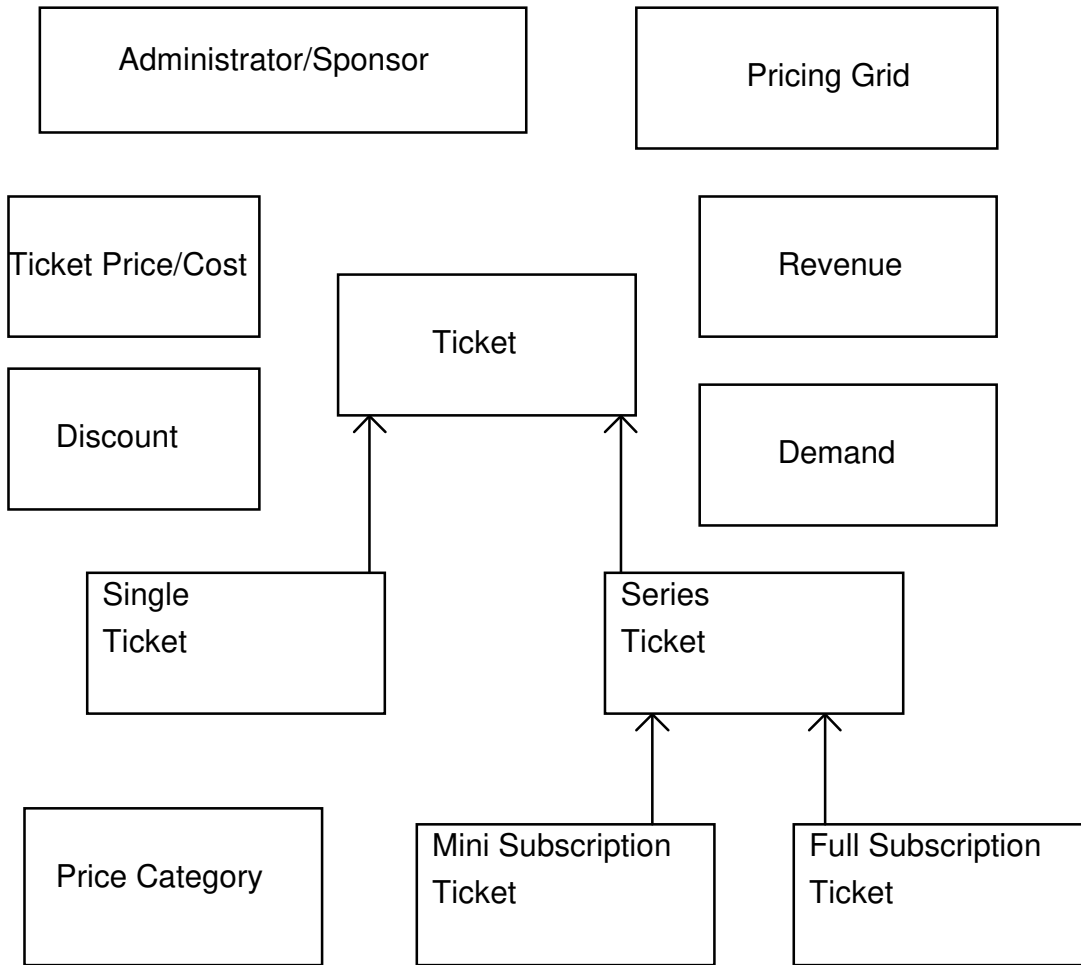 Administrator/Sponsor
Pricing Grid
Ticket Price/Cost
Revenue
Ticket
Discount
Demand
Single
Ticket
Series
Ticket
Price Category
Mini Subscription
Ticket
Full Subscription
Ticket